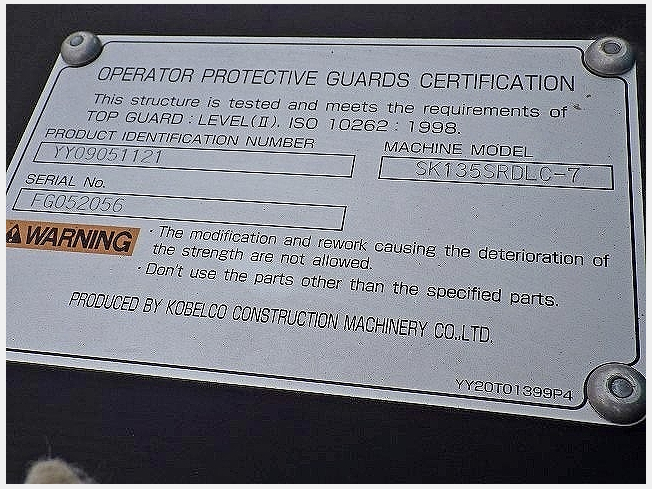 OPERATOR PROTECTIVE GUARDS CERTIFICATION
This structure is tested and meets the requirements of
TOP GUARD : LEVEL(II). ISO 10262 : 1998.
PRODUCT IDENTIFICATION NUMBER
YY09051121
MACHINE MODEL
SK135SRDLC-7
SERIAL No.
FG052056
WARNING
· The modification and rework causing the deterioration of
the strength are not allowed.
· Don't use the parts other than the specified parts.
PRODUCED BY KOBELCO CONSTRUCTION MACHINERY CO.,LTD.
YY20T01399P4